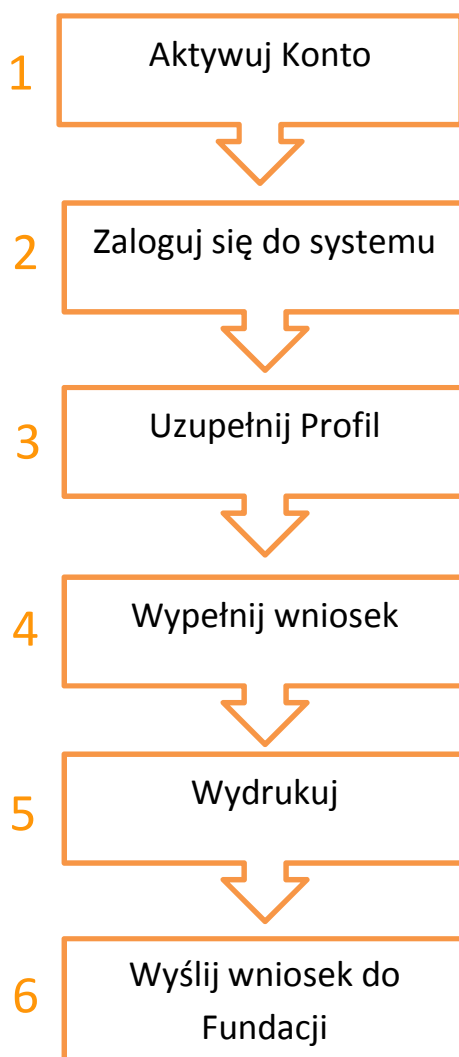 1 Aktywuj Konto
2 Zaloguj się do systemu
3 Uzupełnij Profil
4 Wypełnij wniosek
5 Wydrukuj
6 Wyślij wniosek do
Fundacji